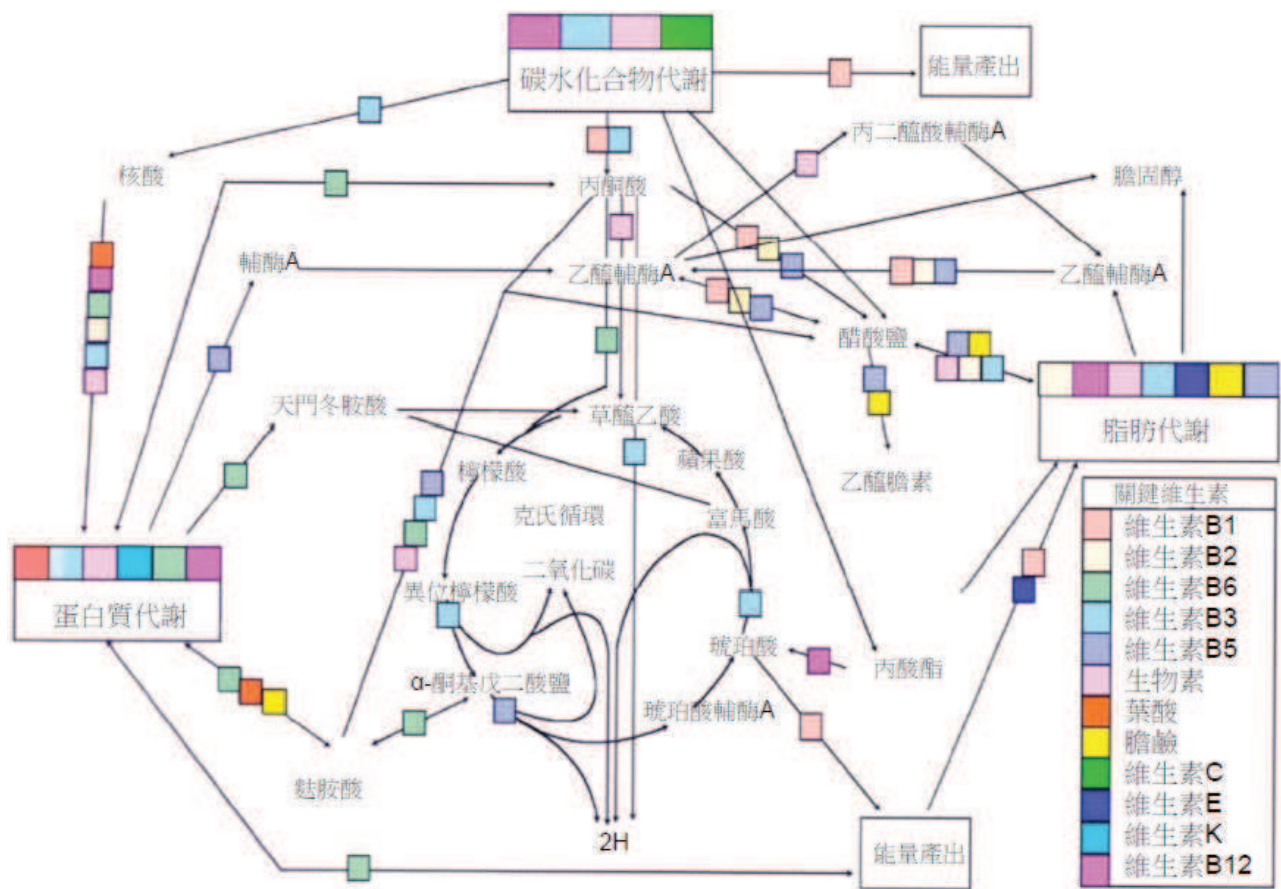 碳水化合物代謝
能量產出
丙二醯酸輔酶A
核酸
丙酮酸
膽固醇
輔酶A
乙醯輔酶A
乙醯輔酶A
醋酸鹽
天門冬胺酸
草醯乙酸
脂肪代謝
檸檬酸
蘋果酸
乙醯膽素
克氏循環
富馬酸
二氧化碳
異位檸檬酸
蛋白質代謝
琥珀酸
丙酸酯
α-酮基戊二酸鹽
琥珀酸輔酶A
麩胺酸
2H
能量產出
關鍵維生素
維生素B1
維生素B2
維生素B6
維生素B3
維生素B5
生物素
葉酸
膽鹼
維生素C
維生素E
維生素K
維生素B12